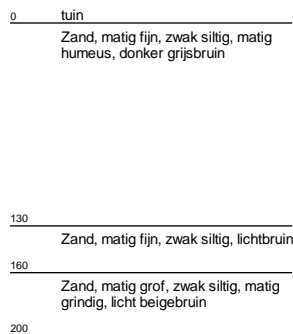 0 tuin
Zand, matig fijn, zwak siltig, matig
humeus, donker grijsbruin
130
Zand, matig fijn, zwak siltig, lichtbruin
160
Zand, matig grof, zwak siltig, matig
grindig, licht beigebruin
200